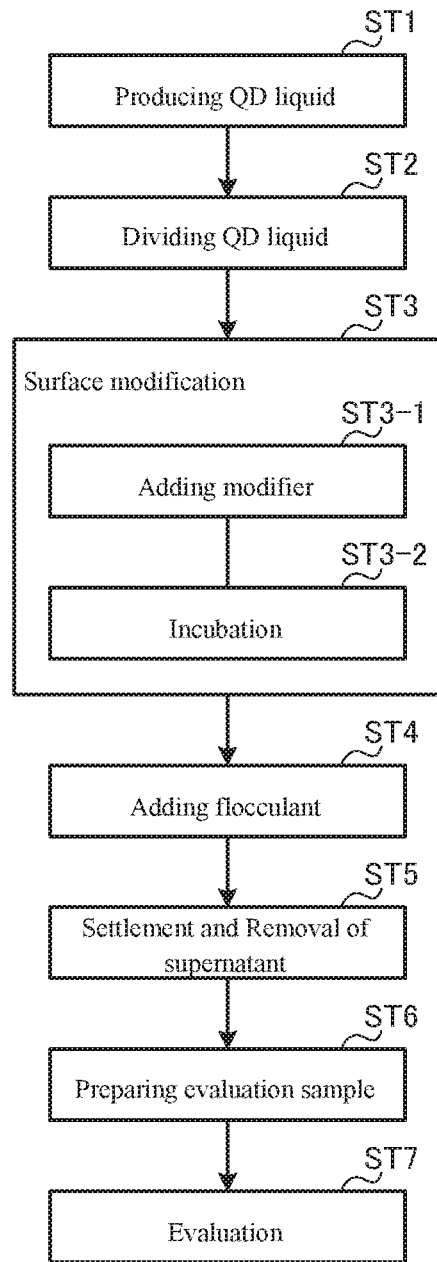 ST1
Producing QD liquid
ST2
Dividing QD liquid
ST3
Surface modification
ST3-1
Adding modifier
ST3-2
Incubation
ST4
Adding flocculant
ST5
Settlement and Removal of
supernatant
ST6
Preparing evaluation sample
ST7
Evaluation